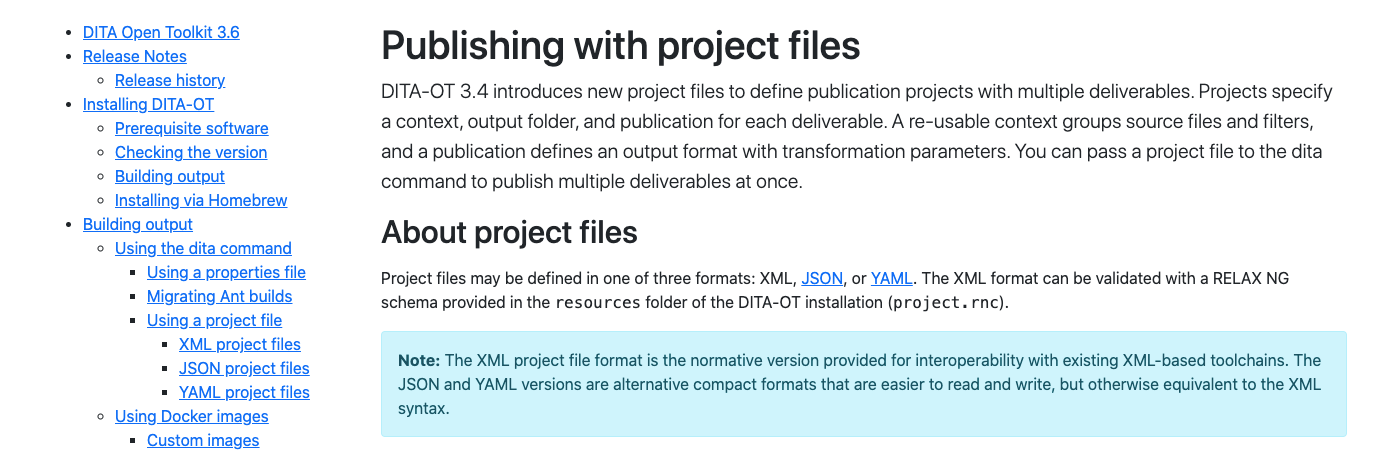 DITA Open Toolkit 3.6
Release Notes
Release history
Installing DITA-OT
Prerequisite software
Checking the version
Building output
Installing via Homebrew
Building output
Using the dita command
Using a properties file
Migrating Ant builds
Using a project file
XML project files
JSON project files
YAML project files
Using Docker images
Custom images
Publishing with project files
DITA-OT 3.4 introduces new project files to define publication projects with multiple deliverables. Projects specify
a context, output folder, and publication for each deliverable. A re-usable context groups source files and filters,
and a publication defines an output format with transformation parameters. You can pass a project file to the dita
command to publish multiple deliverables at once.
About project files
Project files may be defined in one of three formats: XML, JSON, or YAML. The XML format can be validated with a RELAX NG
schema provided in the resources folder of the DITA-OT installation (project.rnc).
Note: The XML project file format is the normative version provided for interoperability with existing XML-based toolchains. The
JSON and YAML versions are alternative compact formats that are easier to read and write, but otherwise equivalent to the XML
syntax.